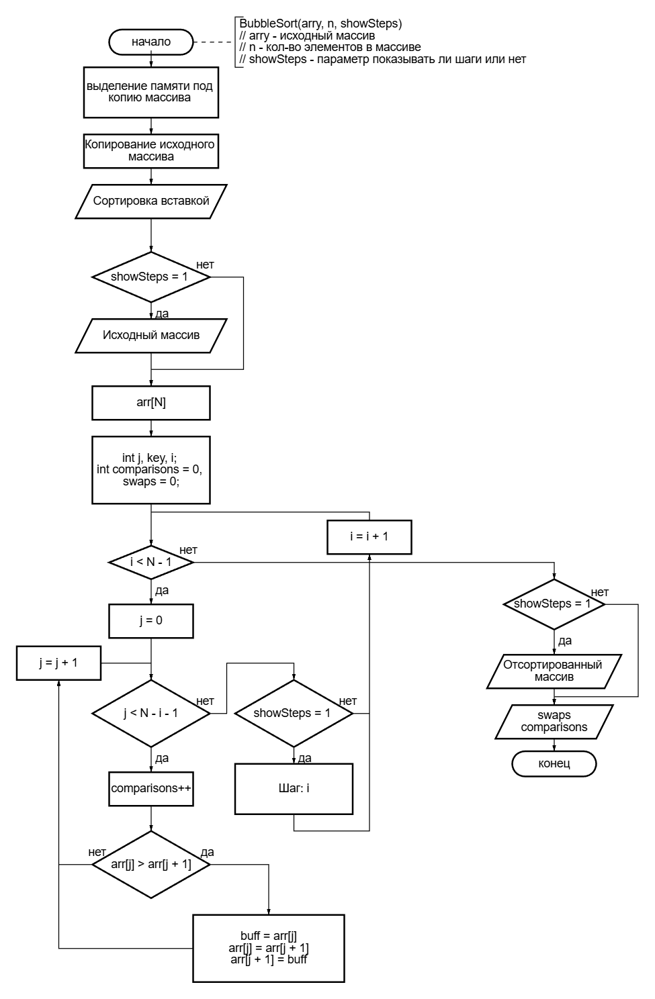 начало
BubbleSort(arry, n, showSteps)
// arry - исходный массив
// n - кол-во элементов в массиве
// showSteps - параметр показывать ли шаги или нет
выделение памяти под
копию массива
Копирование исходного
массива
Сортировка вставкой
showSteps = 1
нет
да
Исходный массив
arr[N]
int j, key, i;
int comparisons = 0,
swaps = 0;
i = i + 1
i < N - 1
нет
да
j = 0
j = j + 1
j < N - i - 1
нет
да
showSteps = 1
нет
да
Шаг: i
comparisons++
arr[j] > arr[j + 1]
нет
да
buff = arr[j]
arr[j] = arr[j + 1]
arr[j + 1] = buff
showSteps = 1
нет
да
Отсортированный
массив
swaps
comparisons
конец